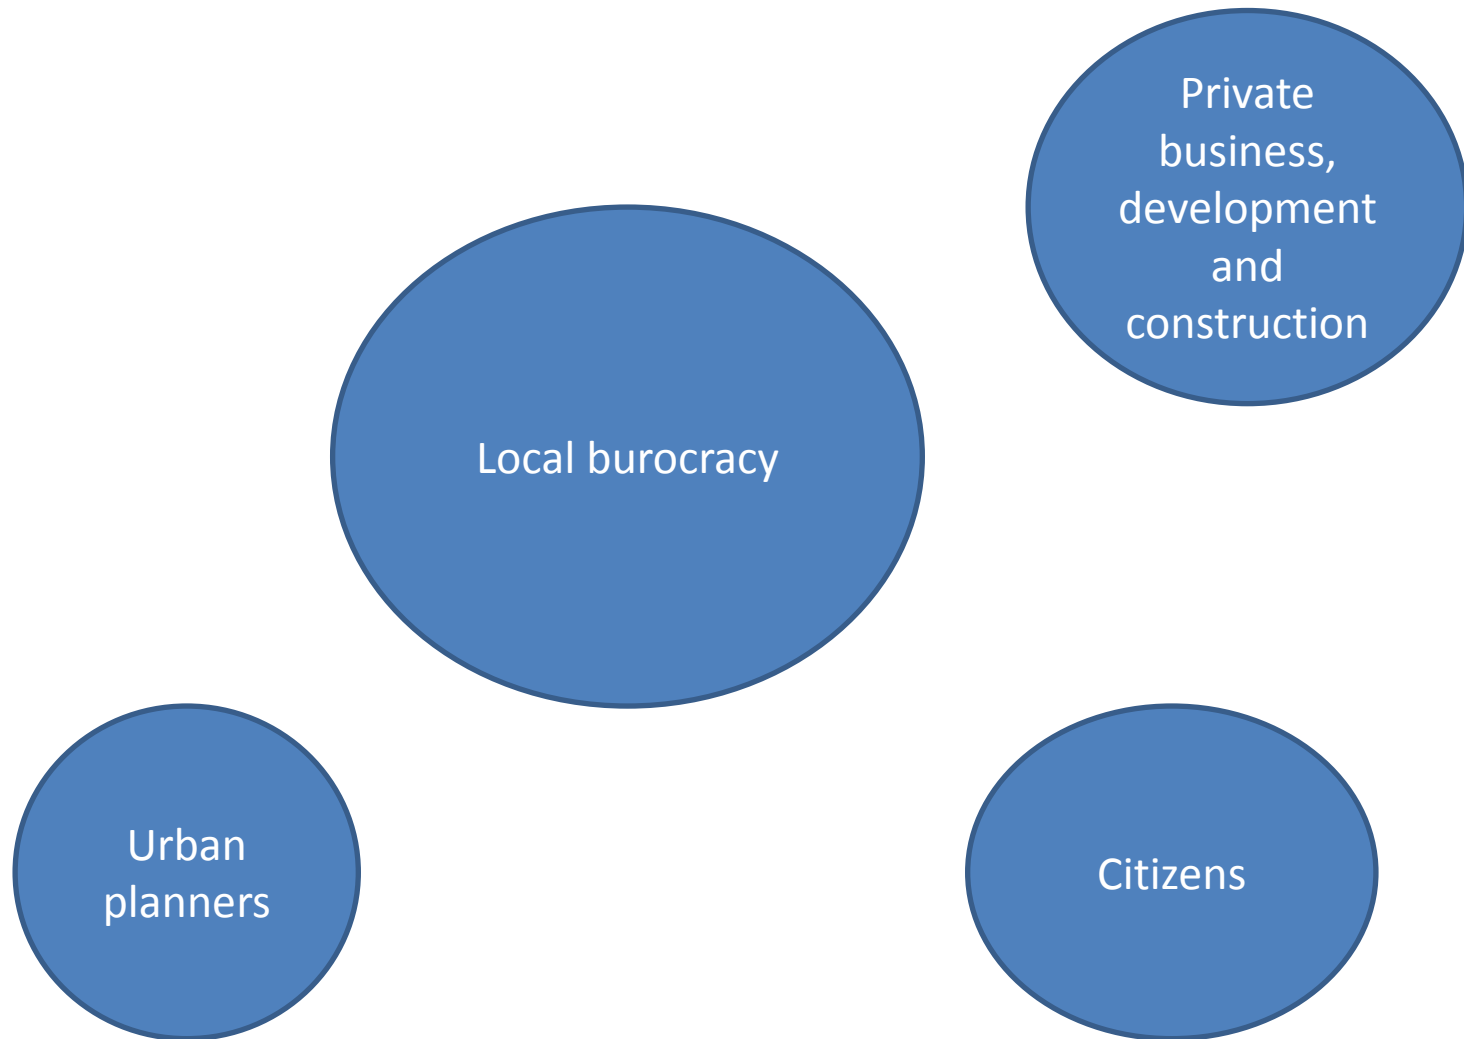 Private
business,
development
and
construction
Local burocracy
Urban
planners
Citizens